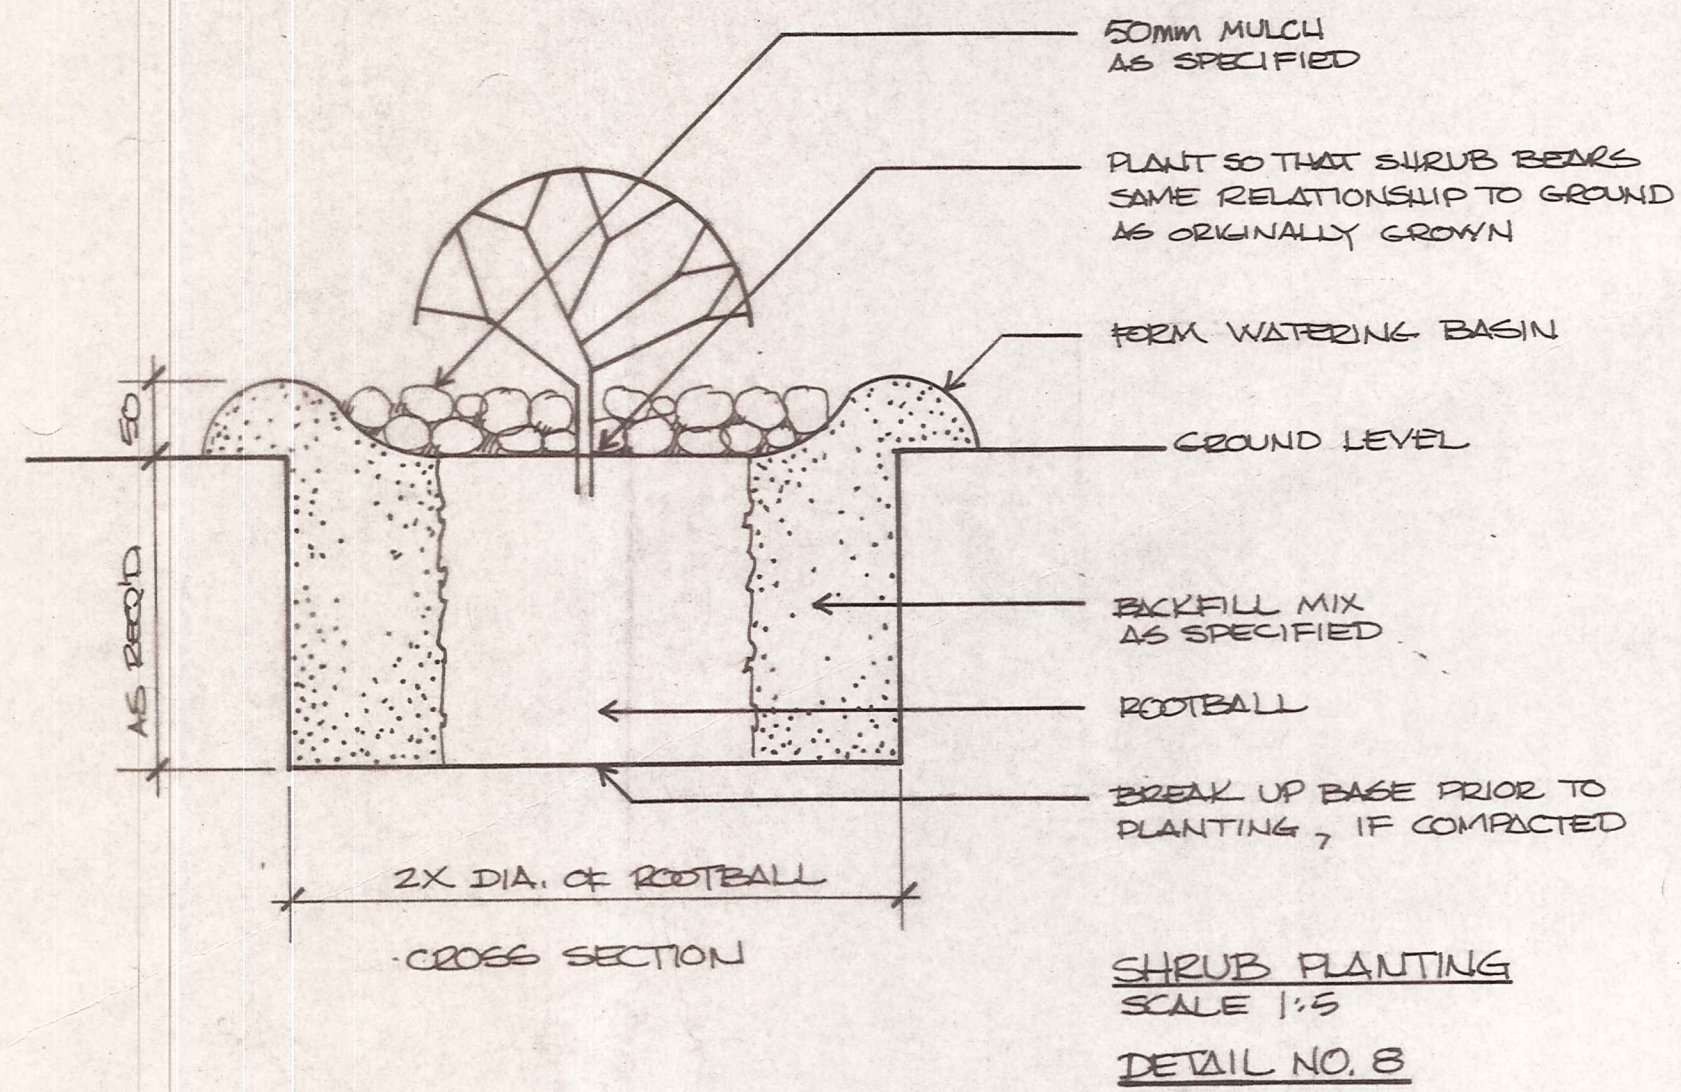 50mm MULCH
AS SPECIFIED
PLANT SO THAT SHRUB BEARS
SAME RELATIONSHIP TO GROUND
AS ORIGINALLY GROWN
FORM WATERING BASIN
50
GROUND LEVEL
AS REQ'D
BACKFILL MIX
AS SPECIFIED
ROOTBALL
BREAK UP BASE PRIOR TO
PLANTING, IF COMPACTED
2X DIA. OF ROOTBALL
CROSS SECTION
SHRUB PLANTING
SCALE 1:5
DETAIL NO. 8